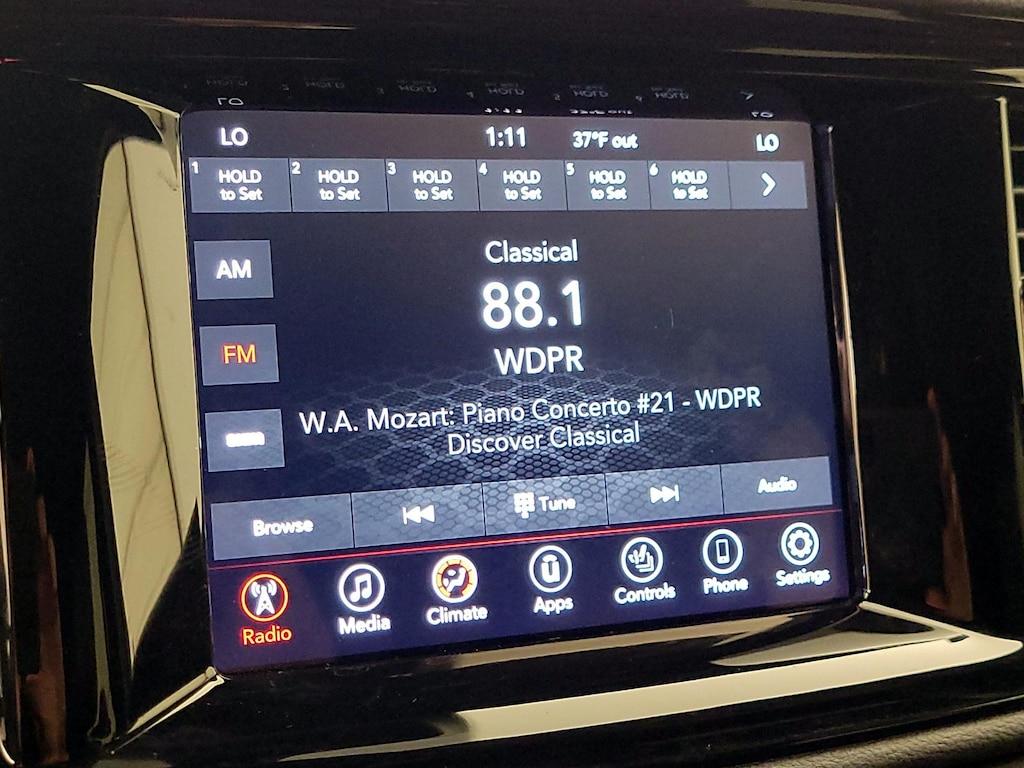 LO 1:11 37°F out LO
1 HOLD to Set
2 HOLD to Set
3 HOLD to Set
4 HOLD to Set
5 HOLD to Set
6 HOLD to Set
AM
FM
Classical
88.1
WDPR
W.A. Mozart: Piano Concerto #21 - WDPR
Discover Classical
Browse
Tune
Audio
Radio
Media
Climate
Apps
Controls
Phone
Settings